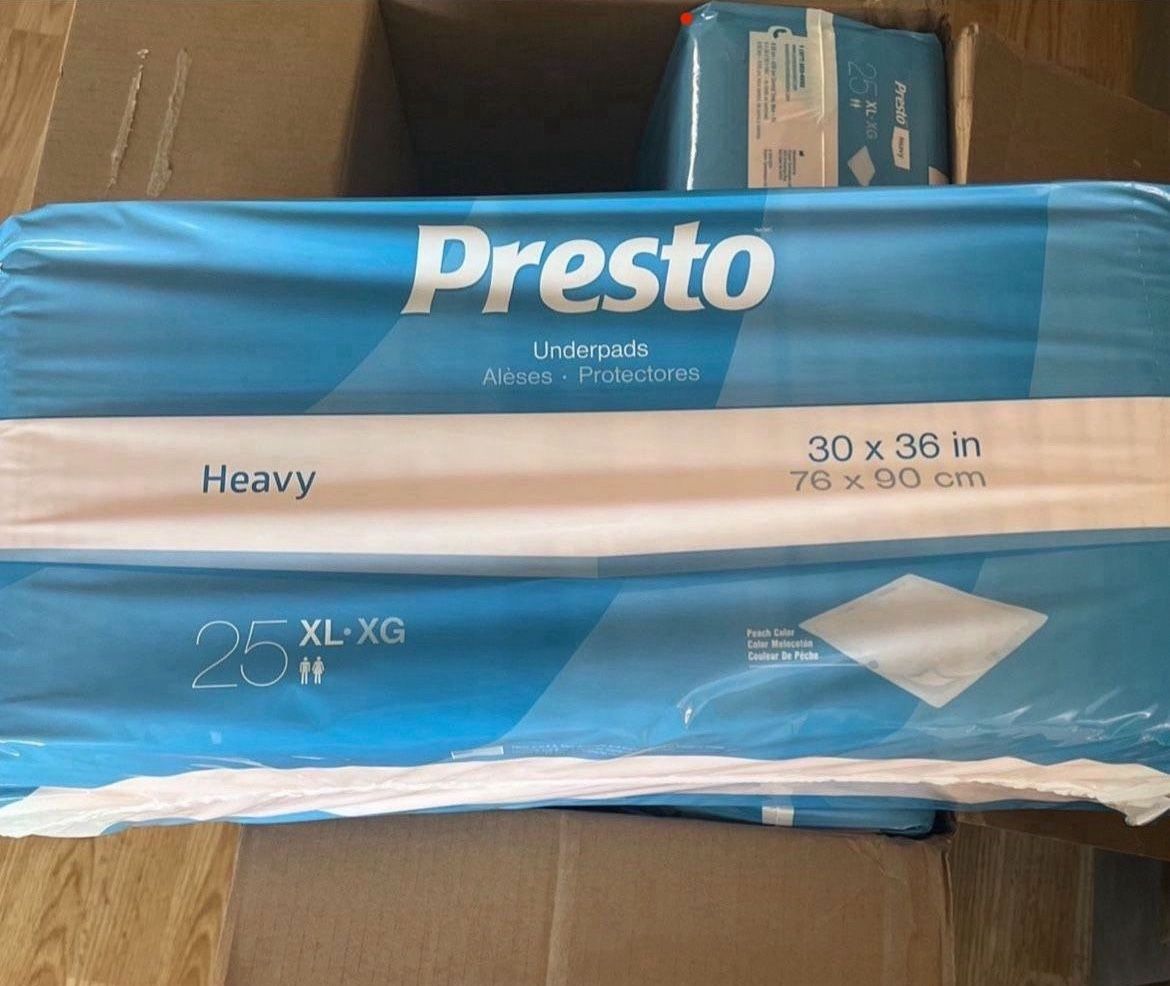 Presto
Underpads
Alèses · Protectores
Heavy
30 x 36 in
76 x 90 cm
25 XL·XG
Peach Color
Color Melocotón
Couleur De Pêche
Presto Heavy
25 XL·XG